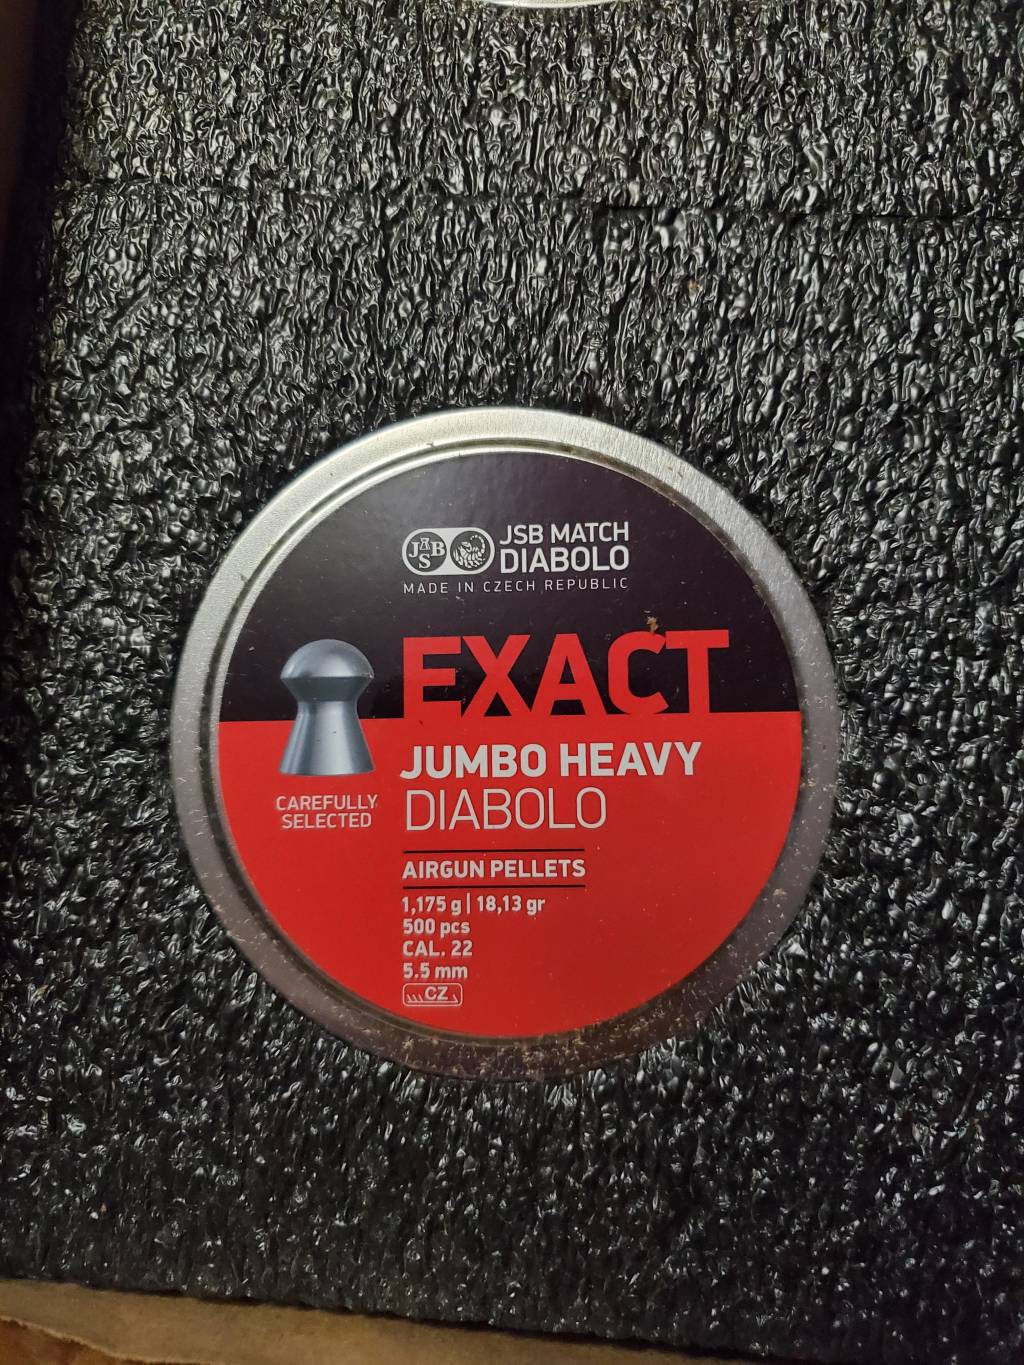 JSB
JSB MATCH
DIABOLO
MADE IN CZECH REPUBLIC
EXACT
JUMBO HEAVY
DIABOLO
CAREFULLY
SELECTED
AIRGUN PELLETS
1,175 g | 18,13 gr
500 pcs
CAL. 22
5.5 mm
CZ